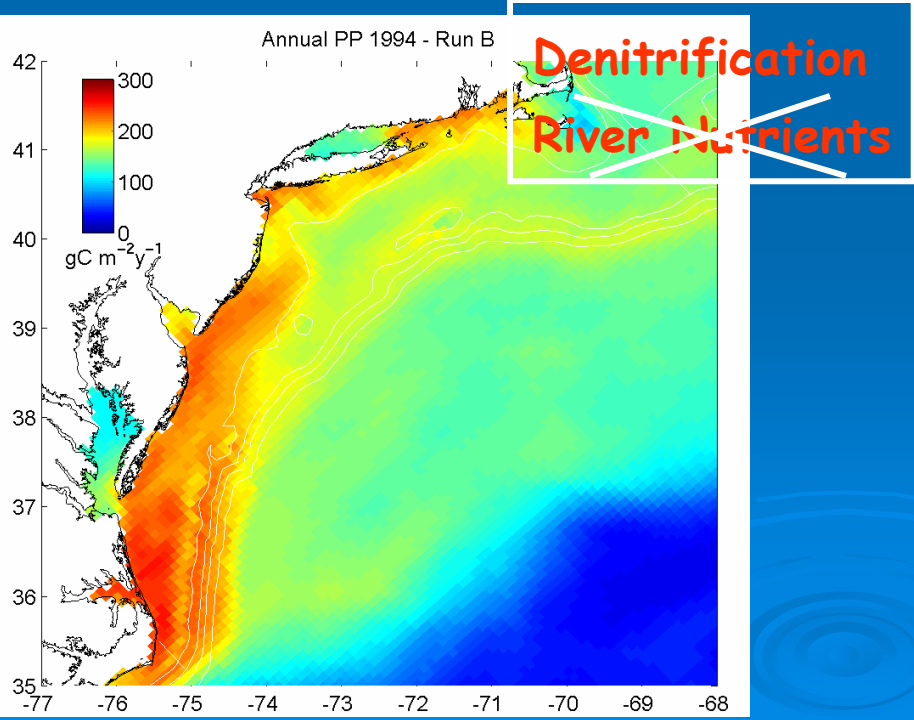 Annual PP 1994 - Run B
Denitrification
River Nutrients
300
200
100
0
gC m⁻²y⁻¹
42
41
40
39
38
37
36
35
-77 -76 -75 -74 -73 -72 -71 -70 -69 -68